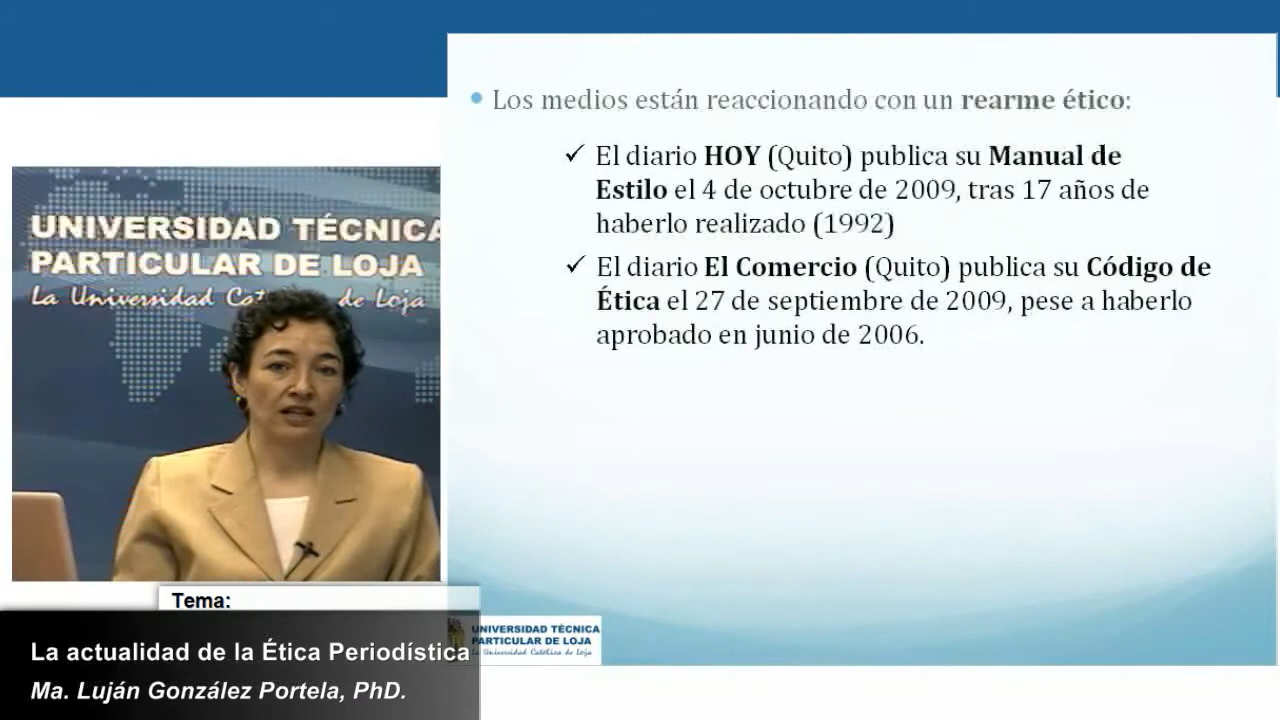 Los medios están reaccionando con un rearme ético:
El diario HOY (Quito) publica su Manual de
Estilo el 4 de octubre de 2009, tras 17 años de
haberlo realizado (1992)
El diario El Comercio (Quito) publica su Código de
Ética el 27 de septiembre de 2009, pese a haberlo
aprobado en junio de 2006.
UNIVERSIDAD TÉCNICA
PARTICULAR DE LOJA
La Universidad de Loja
Tema:
La actualidad de la Ética Periodística
Ma. Luján González Portela, PhD.
UNIVERSIDAD TÉCNICA
PARTICULAR DE LOJA
La Universidad Católica de Loja